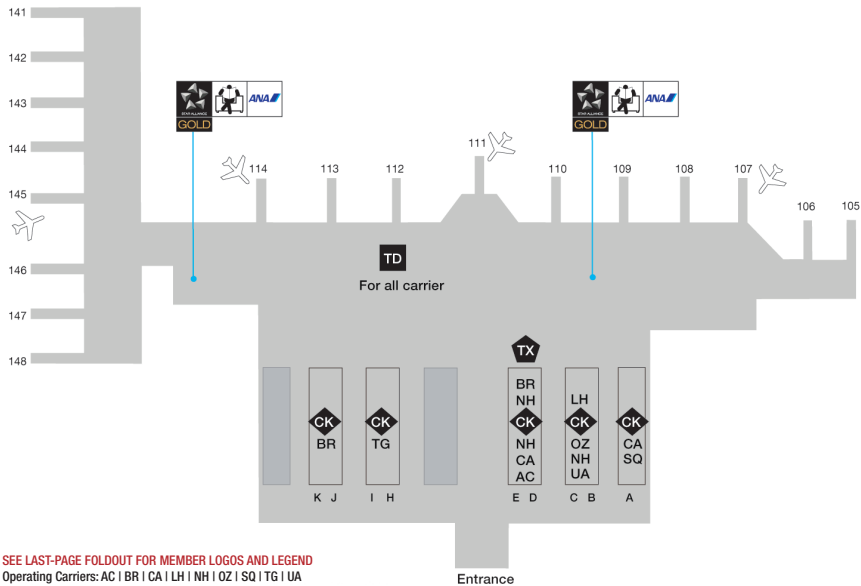 141
142
143
144
145
146
147
148
STAR ALLIANCE
GOLD
ANA
STAR ALLIANCE
GOLD
ANA
114
113
112
111
110
109
108
107
106
105
TD
For all carrier
TX
CK
BR
K J
CK
TG
I H
BR
NH
CK
NH
CA
AC
E D
LH
CK
OZ
NH
UA
C B
CK
CA
SQ
A
SEE LAST-PAGE FOLDOUT FOR MEMBER LOGOS AND LEGEND
Operating Carriers: AC | BR | CA | LH | NH | OZ | SQ | TG | UA
Entrance